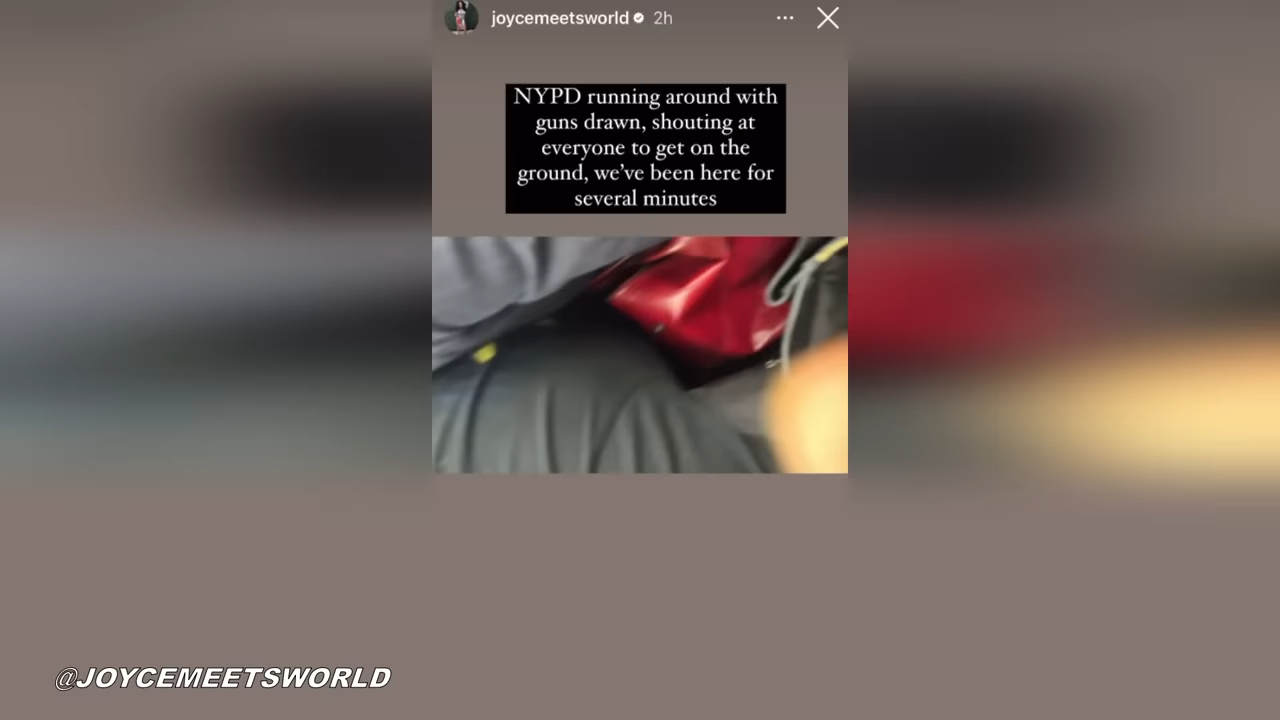 joycemeetsworld 2h
NYPD running around with
guns drawn, shouting at
everyone to get on the
ground, we’ve been here for
several minutes
@JOYCEMEETSWORLD